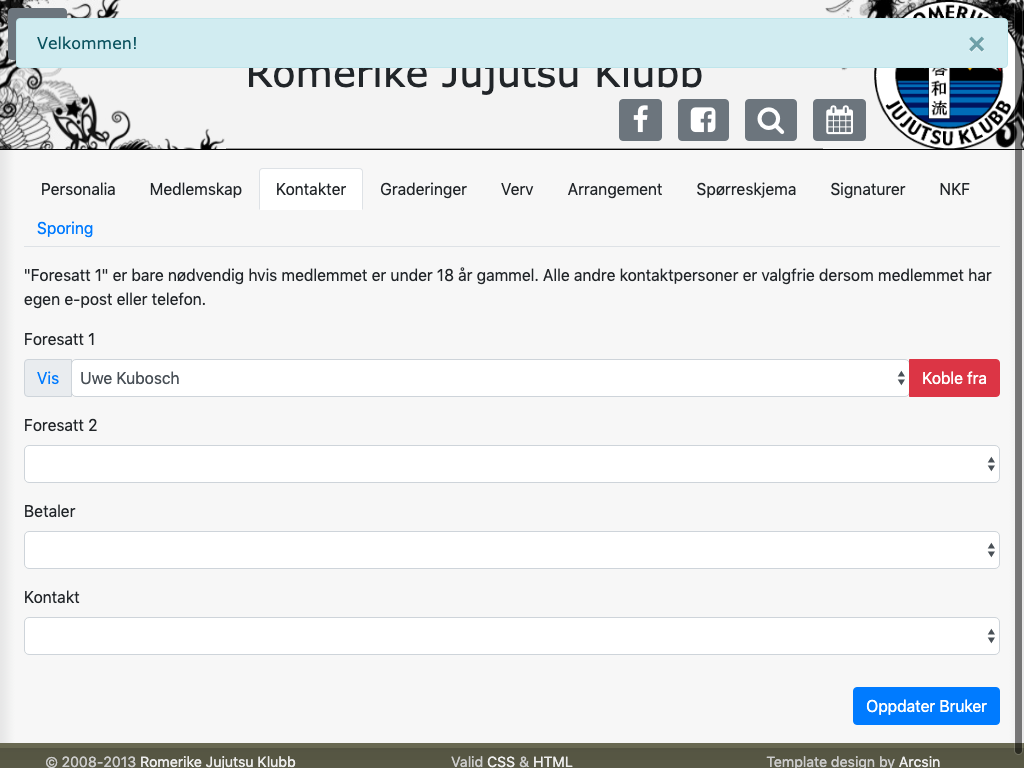 Velkommen!
×
Romerike Jujutsu Klubb
ROMERIKE
和流
JUJUTSU KLUBB
Personalia
Medlemskap
Kontakter
Graderinger
Verv
Arrangement
Spørreskjema
Signaturer
NKF
Sporing
"Foresatt 1" er bare nødvendig hvis medlemmet er under 18 år gammel. Alle andre kontaktpersoner er valgfrie dersom medlemmet har
egen e-post eller telefon.
Foresatt 1
Vis
Uwe Kubosch
Koble fra
Foresatt 2
Betaler
Kontakt
Oppdater Bruker
© 2008-2013 Romerike Jujutsu Klubb
Valid CSS & HTML
Template design by Arcsin